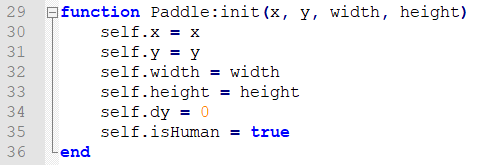 29 function Paddle:init(x, y, width, height)
30     self.x = x
31     self.y = y
32     self.width = width
33     self.height = height
34     self.dy = 0
35     self.isHuman = true
36 end